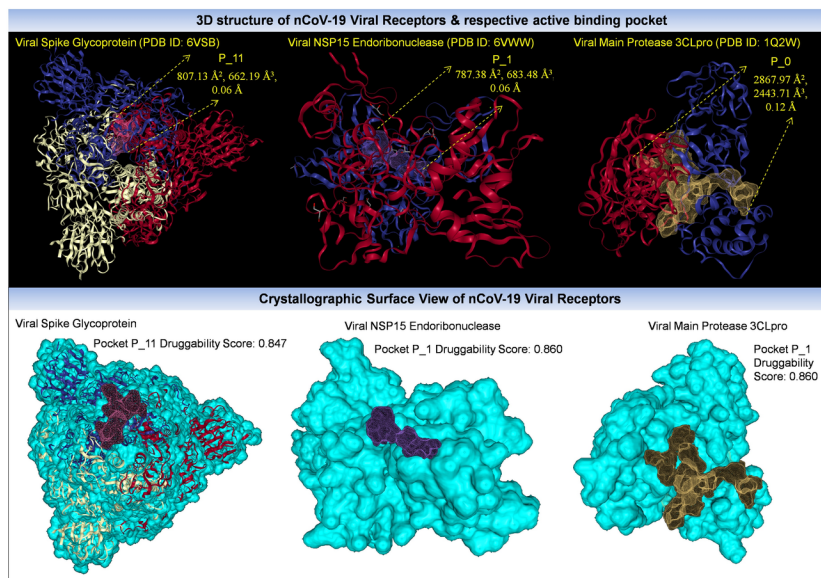 3D structure of nCoV-19 Viral Receptors & respective active binding pocket
Viral Spike Glycoprotein (PDB ID: 6VSB)
P_11
807.13 Å², 662.19 Å³,
0.06 Å
Viral NSP15 Endoribonuclease (PDB ID: 6VWW)
P_1
787.38 Å², 683.48 Å³,
0.06 Å
Viral Main Protease 3CLpro (PDB ID: 1Q2W)
P_0
2867.97 Å²,
2443.71 Å³,
0.12 Å
Crystallographic Surface View of nCoV-19 Viral Receptors
Viral Spike Glycoprotein
Pocket P_11 Druggability Score: 0.847
Viral NSP15 Endoribonuclease
Pocket P_1 Druggability Score: 0.860
Viral Main Protease 3CLpro
Pocket P_1
Druggability
Score: 0.860